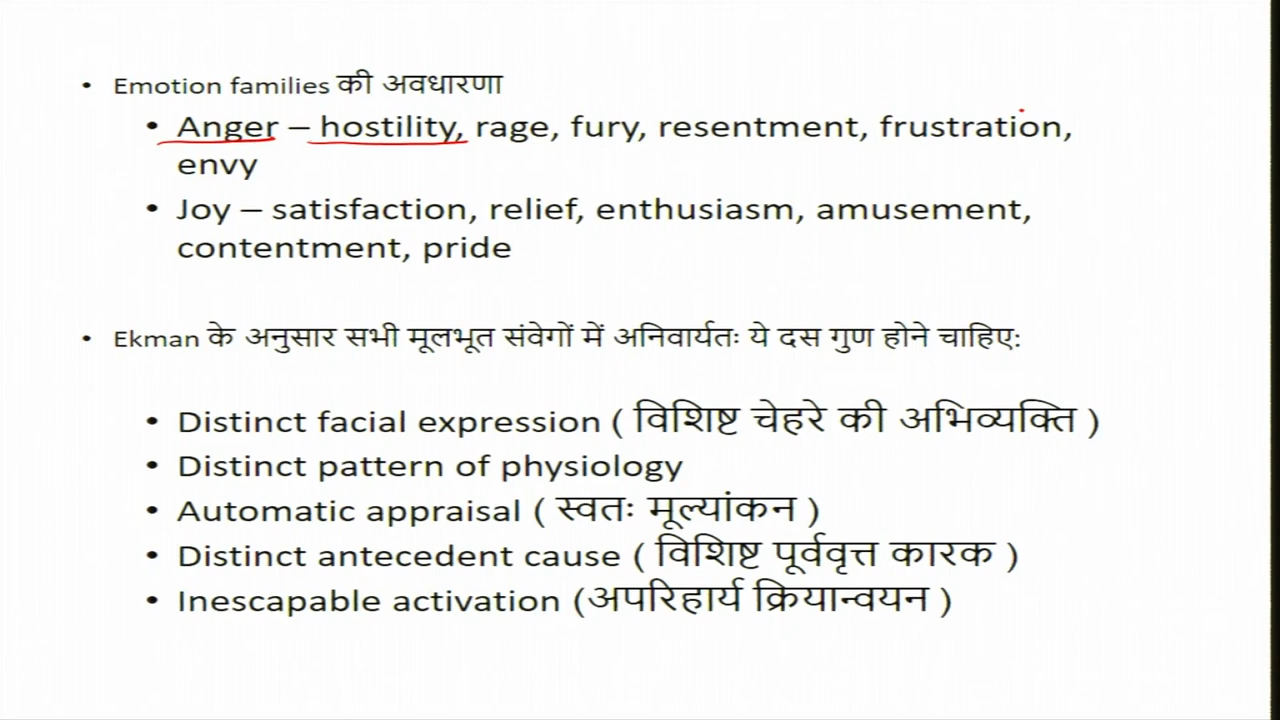 • Emotion families की अवधारणा
• Anger – hostility, rage, fury, resentment, frustration,
envy
• Joy – satisfaction, relief, enthusiasm, amusement,
contentment, pride
• Ekman के अनुसार सभी मूलभूत संवेगों में अनिवार्यतः ये दस गुण होने चाहिए:
• Distinct facial expression ( विशिष्ट चेहरे की अभिव्यक्ति )
• Distinct pattern of physiology
• Automatic appraisal ( स्वतः मूल्यांकन )
• Distinct antecedent cause ( विशिष्ट पूर्ववृत्त कारक )
• Inescapable activation (अपरिहार्य क्रियान्वयन )